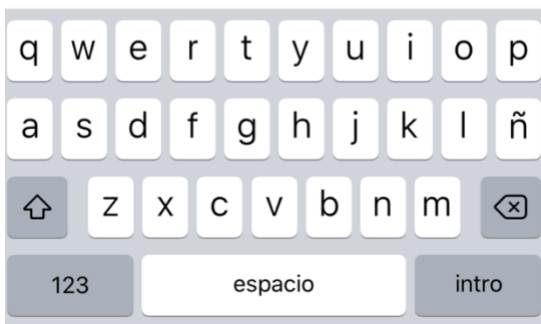 q w e r t y u i o p
a s d f g h j k l ñ
z x c v b n m
123 espacio intro